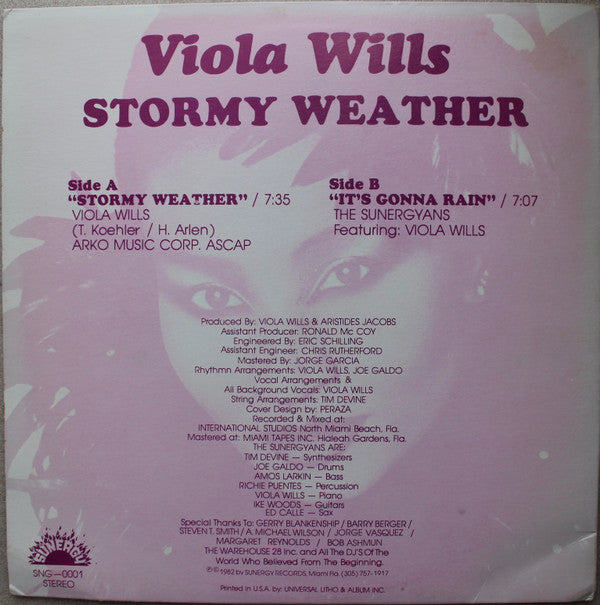 Viola Wills
STORMY WEATHER
Side A
"STORMY WEATHER" / 7:35
VIOLA WILLS
(T. Koehler / H. Arlen)
ARKO MUSIC CORP. ASCAP
Side B
"IT'S GONNA RAIN" / 7:07
THE SUNERGYANS
Featuring: VIOLA WILLS
Produced By: VIOLA WILLS & ARISTIDES JACOBS
Assistant Producer: RONALD Mc COY
Engineered By: ERIC SCHILLING
Assistant Engineer: CHRIS RUTHERFORD
Mastered By: JORGE GARCIA
Rhythmn Arrangements: VIOLA WILLS, JOE GALDO
Vocal Arrangements &
All Background Vocals: VIOLA WILLS
String Arrangements: TIM DEVINE
Cover Design by: PERAZA
Recorded & Mixed at:
INTERNATIONAL STUDIOS North Miami Beach, Fla.
Mastered at: MIAMI TAPES INC. Hialeah Gardens, Fla.
THE SUNERGYANS ARE:
TIM DEVINE — Synthesizers
JOE GALDO — Drums
AMOS LARKIN — Bass
RICHIE PUENTES — Percussion
VIOLA WILLS — Piano
IKE WOODS — Guitars
ED CALLE — Sax
Special Thanks To: GERRY BLANKENSHIP / BARRY BERGER /
STEVEN T. SMITH / A. MICHAEL WILSON / JORGE VASQUEZ /
MARGARET REYNOLDS / BOB ASHMUN
THE WAREHOUSE 28 Inc. and All The DJ'S Of The
World Who Believed From The Beginning.
SUNERGY
SNG—0001
STEREO
©1982 by SUNERGY RECORDS, Miami Fla. (305) 757-1917
Printed in U.S.A. by: UNIVERSAL LITHO & ALBUM INC.